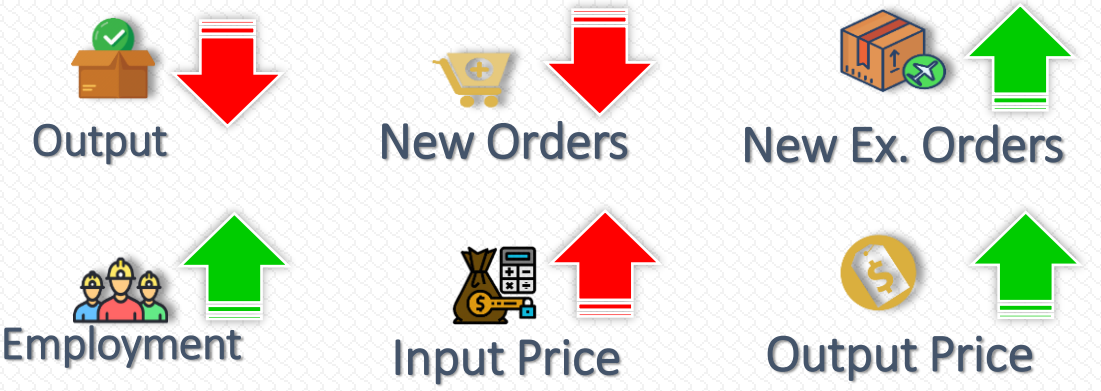 Output
New Orders
New Ex. Orders
Employment
Input Price
Output Price